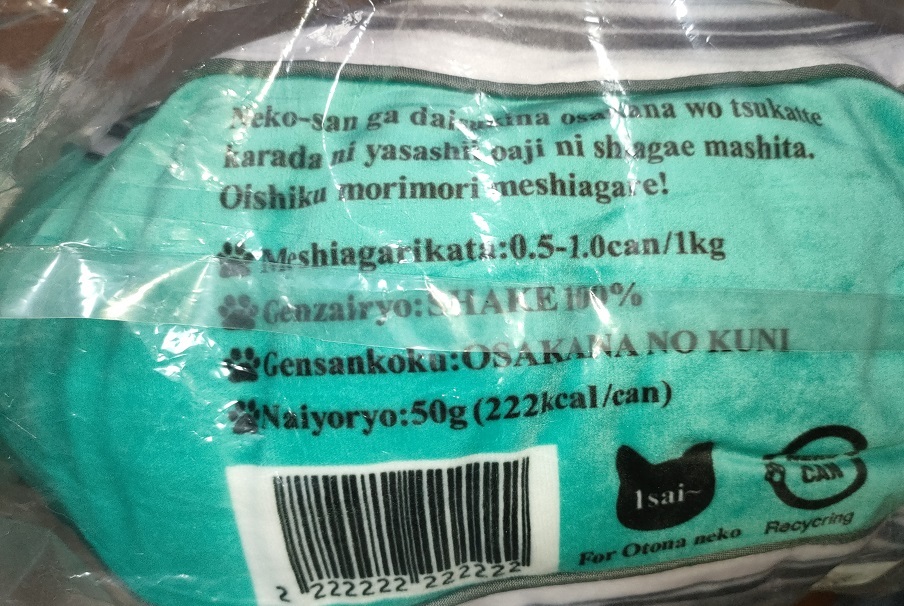 Neko-san ga daisukina osakana wo tsukatte
karada ni yasashii oaji ni shiagae mashita.
Oishiku morimori meshiagare!
Meshiagarikata:0.5-1.0can/1kg
Genzairyo:SHAKE 100%
Gensankoku:OSAKANA NO KUNI
Naiyoryo:50g(222kcal/can)
1sai~
For Otona neko
CAN
Recycring
2 222222 222222